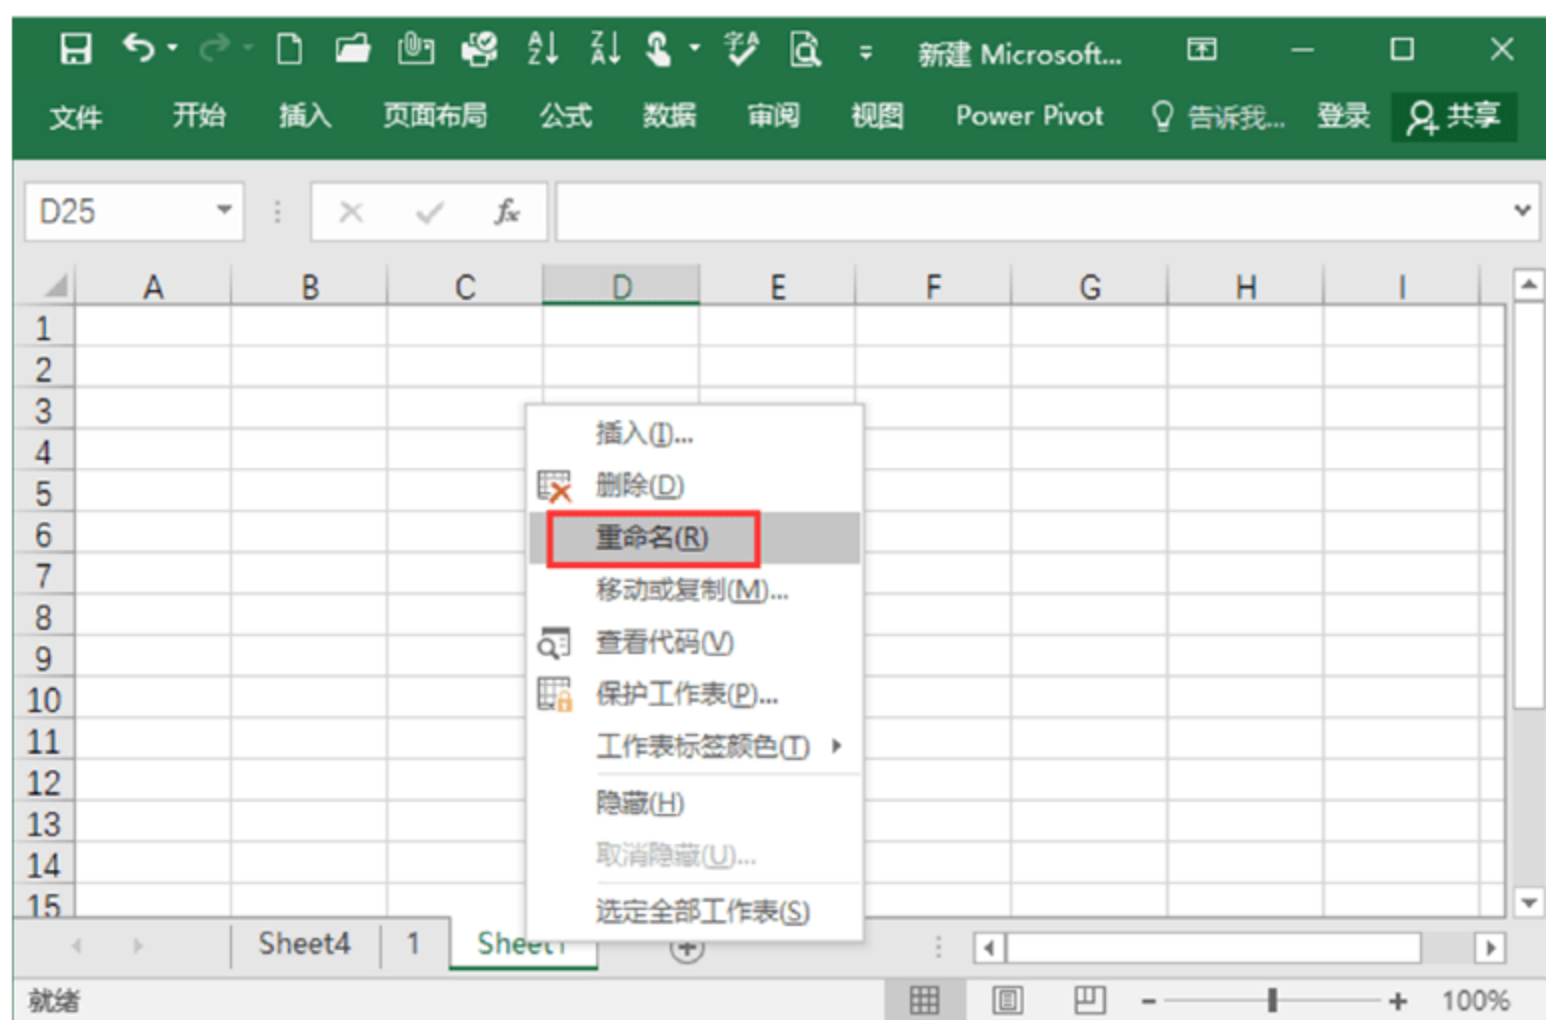 新建 Microsoft...
文件 开始 插入 页面布局 公式 数据 审阅 视图 Power Pivot 告诉我... 登录 共享
D25 fx
A B C D E F G H I
1
2
3
4
5
6
7
8
9
10
11
12
13
14
15
插入(I)...
删除(D)
重命名(R)
移动或复制(M)...
查看代码(V)
保护工作表(P)...
工作表标签颜色(T)
隐藏(H)
取消隐藏(U)...
选定全部工作表(S)
Sheet4 1 Sheet1
就绪 100%